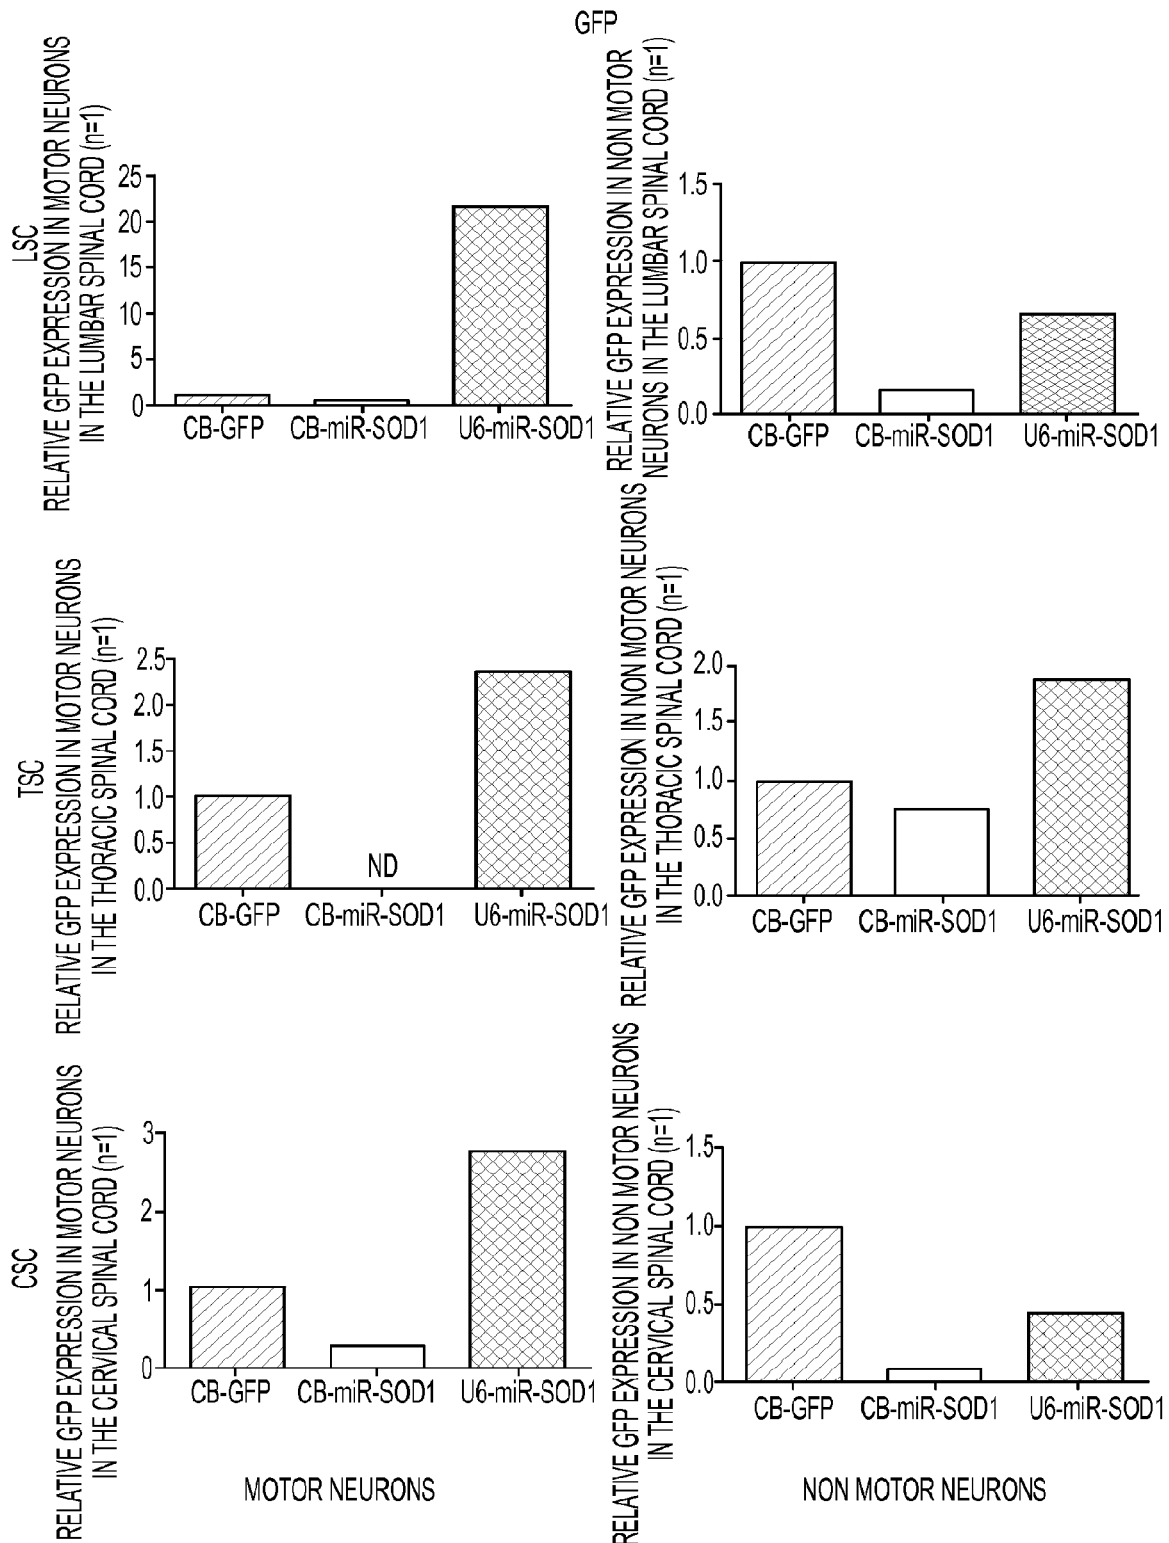 GFP
LSC
RELATIVE GFP EXPRESSION IN MOTOR NEURONS
IN THE LUMBAR SPINAL CORD (n=1)
25
20
15
10
5
0
CB-GFP CB-miR-SOD1 U6-miR-SOD1
RELATIVE GFP EXPRESSION IN NON MOTOR
NEURONS IN THE LUMBAR SPINAL CORD (n=1)
1.5
1.0
0.5
0.0
CB-GFP CB-miR-SOD1 U6-miR-SOD1
TSC
RELATIVE GFP EXPRESSION IN MOTOR NEURONS
IN THE THORACIC SPINAL CORD (n=1)
2.5
2.0
1.5
1.0
0.5
0.0
ND
CB-GFP CB-miR-SOD1 U6-miR-SOD1
RELATIVE GFP EXPRESSION IN NON MOTOR NEURONS
IN THE THORACIC SPINAL CORD (n=1)
2.0
1.5
1.0
0.5
0.0
CB-GFP CB-miR-SOD1 U6-miR-SOD1
CSC
RELATIVE GFP EXPRESSION IN MOTOR NEURONS
IN THE CERVICAL SPINAL CORD (n=1)
3
2
1
0
CB-GFP CB-miR-SOD1 U6-miR-SOD1
RELATIVE GFP EXPRESSION IN NON MOTOR NEURONS
IN THE CERVICAL SPINAL CORD (n=1)
1.5
1.0
0.5
0.0
CB-GFP CB-miR-SOD1 U6-miR-SOD1
MOTOR NEURONS
NON MOTOR NEURONS